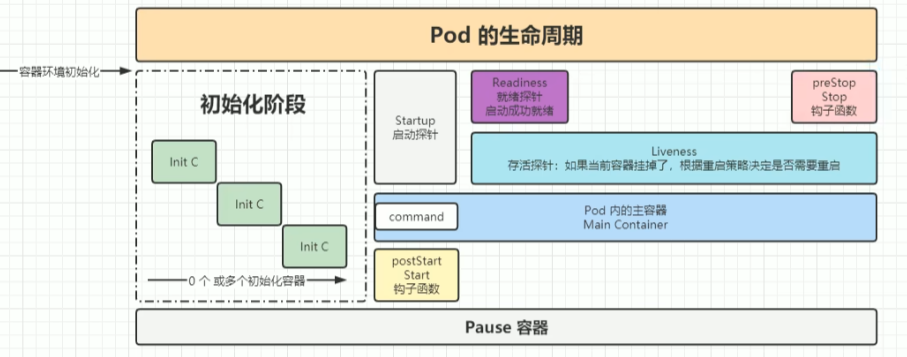 Pod 的生命周期
容器环境初始化
初始化阶段
Init C
Init C
Init C
0 个 或多个初始化容器
Startup
启动探针
Readiness
就绪探针
启动成功就绪
preStop
Stop
钩子函数
Liveness
存活探针：如果当前容器挂掉了，根据重启策略决定是否需要重启
command
Pod 内的主容器
Main Container
postStart
Start
钩子函数
Pause 容器